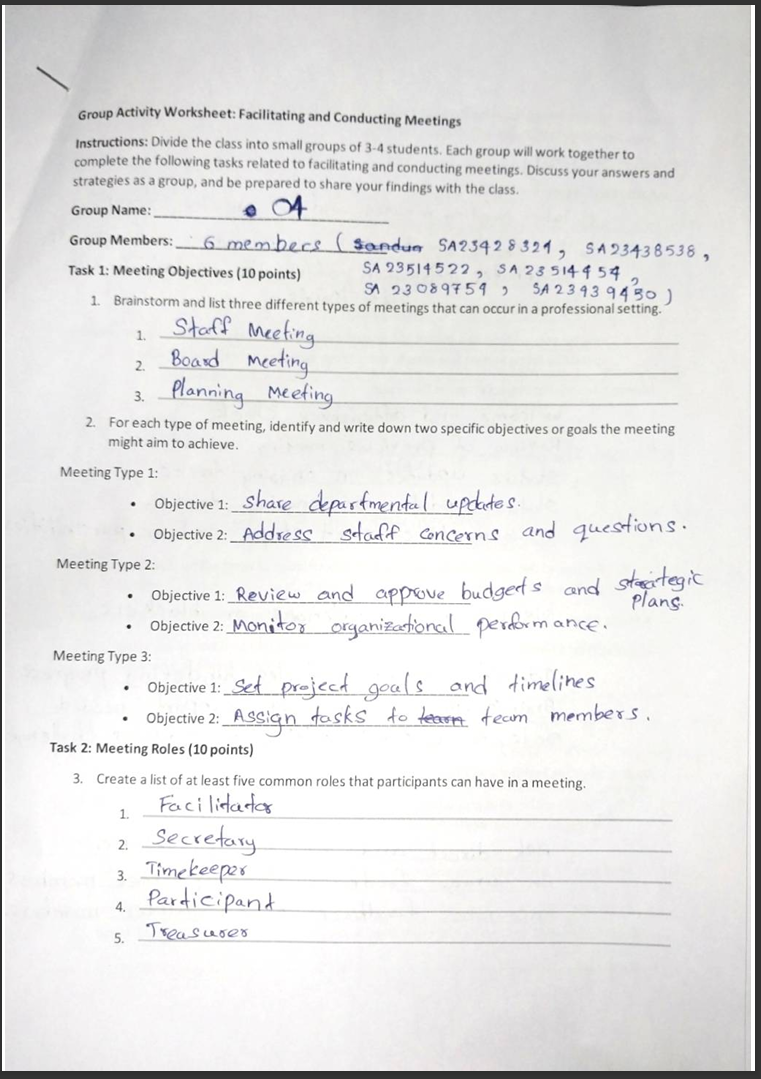 Group Activity Worksheet: Facilitating and Conducting Meetings
Instructions: Divide the class into small groups of 3-4 students. Each group will work together to
complete the following tasks related to facilitating and conducting meetings. Discuss your answers and
strategies as a group, and be prepared to share your findings with the class.
Group Name: 04
Group Members: 6 members ( Sandun SA23428324, SA23438538,
SA 23514522, SA 23514454,
SA 23089754, SA23939430 )
Task 1: Meeting Objectives (10 points)
1. Brainstorm and list three different types of meetings that can occur in a professional setting.
1. Staff Meeting
2. Board Meeting
3. Planning Meeting
2. For each type of meeting, identify and write down two specific objectives or goals the meeting
might aim to achieve.
Meeting Type 1:
• Objective 1: Share departmental updates.
• Objective 2: Address staff concerns and questions.
Meeting Type 2:
• Objective 1: Review and approve budgets and strategic
Plans.
• Objective 2: Monitor organizational performance.
Meeting Type 3:
• Objective 1: Set project goals and timelines
• Objective 2: Assign tasks to team members.
Task 2: Meeting Roles (10 points)
3. Create a list of at least five common roles that participants can have in a meeting.
1. Facilitator
2. Secretary
3. Timekeeper
4. Participant
5. Treasurer